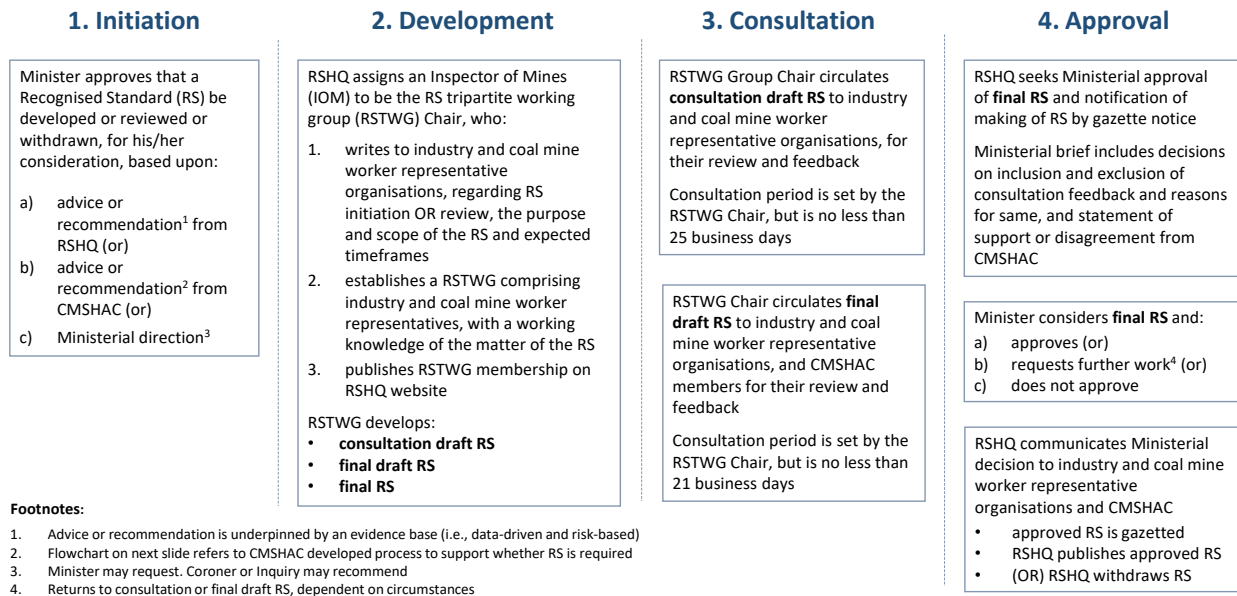 1. Initiation
Minister approves that a
Recognised Standard (RS) be
developed or reviewed or
withdrawn, for his/her
consideration, based upon:
a) advice or
recommendation1 from
RSHQ (or)
b) advice or
recommendation2 from
CMSHAC (or)
c) Ministerial direction3
2. Development
RSHQ assigns an Inspector of Mines
(IOM) to be the RS tripartite working
group (RSTWG) Chair, who:
1. writes to industry and coal mine
worker representative
organisations, regarding RS
initiation OR review, the purpose
and scope of the RS and expected
timeframes
2. establishes a RSTWG comprising
industry and coal mine worker
representatives, with a working
knowledge of the matter of the RS
3. publishes RSTWG membership on
RSHQ website
RSTWG develops:
• consultation draft RS
• final draft RS
• final RS
3. Consultation
RSTWG Group Chair circulates
consultation draft RS to industry
and coal mine worker
representative organisations, for
their review and feedback
Consultation period is set by the
RSTWG Chair, but is no less than
25 business days
RSTWG Chair circulates final
draft RS to industry and coal
mine worker representative
organisations, and CMSHAC
members for their review and
feedback
Consultation period is set by the
RSTWG Chair, but is no less than
21 business days
4. Approval
RSHQ seeks Ministerial approval
of final RS and notification of
making of RS by gazette notice
Ministerial brief includes decisions
on inclusion and exclusion of
consultation feedback and reasons
for same, and statement of
support or disagreement from
CMSHAC
Minister considers final RS and:
a) approves (or)
b) requests further work4 (or)
c) does not approve
RSHQ communicates Ministerial
decision to industry and coal mine
worker representative
organisations and CMSHAC
• approved RS is gazetted
• RSHQ publishes approved RS
• (OR) RSHQ withdraws RS
Footnotes:
1. Advice or recommendation is underpinned by an evidence base (i.e., data-driven and risk-based)
2. Flowchart on next slide refers to CMSHAC developed process to support whether RS is required
3. Minister may request. Coroner or Inquiry may recommend
4. Returns to consultation or final draft RS, dependent on circumstances